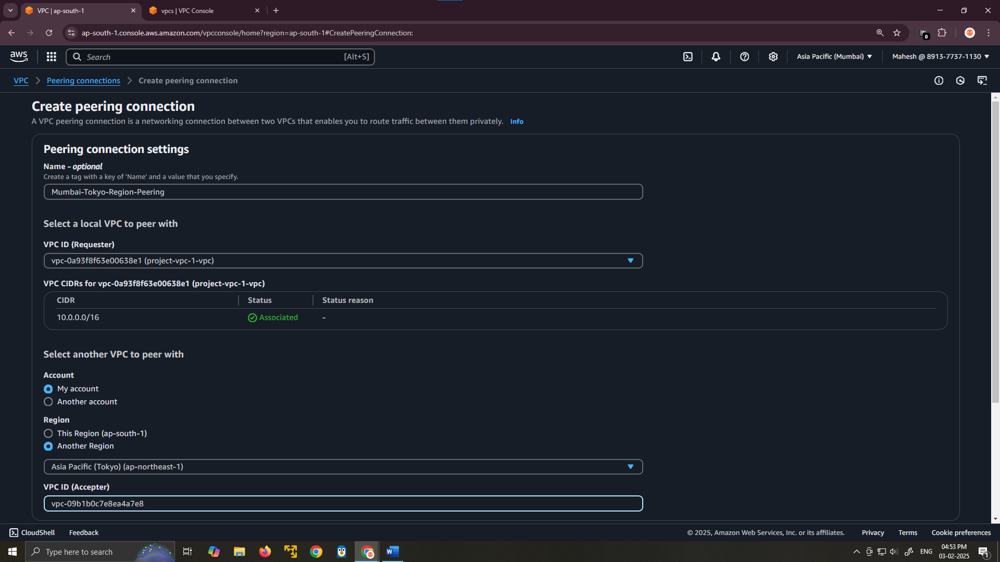 VPC | ap-south-1
vpcs | VPC Console
ap-south-1.console.aws.amazon.com/vpcconsole/home?region=ap-south-1#CreatePeeringConnection:
0
aws
Search [Alt+S]
Asia Pacific (Mumbai)
Mahesh @ 8913-7737-1130
VPC
Peering connections
Create peering connection
Create peering connection
A VPC peering connection is a networking connection between two VPCs that enables you to route traffic between them privately. Info
Peering connection settings
Name - optional
Create a tag with a key of 'Name' and a value that you specify.
Mumbai-Tokyo-Region-Peering
Select a local VPC to peer with
VPC ID (Requester)
vpc-0a93f8f63e00638e1 (project-vpc-1-vpc)
VPC CIDRs for vpc-0a93f8f63e00638e1 (project-vpc-1-vpc)
CIDR Status Status reason
10.0.0.0/16 Associated -
Select another VPC to peer with
Account
My account
Another account
Region
This Region (ap-south-1)
Another Region
Asia Pacific (Tokyo) (ap-northeast-1)
VPC ID (Accepter)
vpc-09b1b0c7e8ea4a7e8
CloudShell
Feedback
© 2025, Amazon Web Services, Inc. or its affiliates.
Privacy
Terms
Cookie preferences
Type here to search
W
ENG
04:53 PM
03-02-2025
1